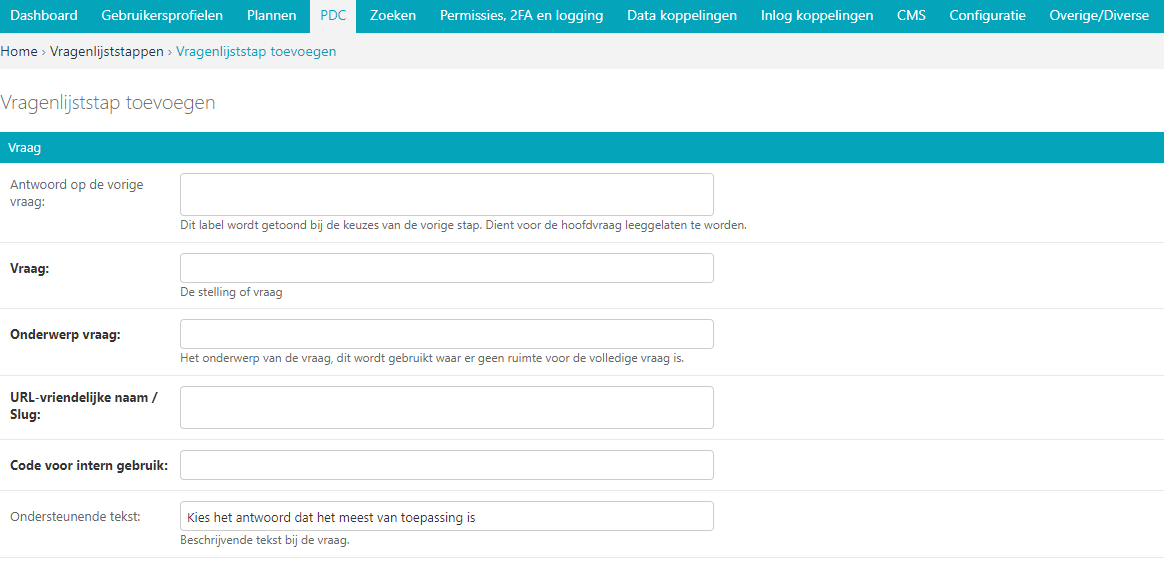 Dashboard Gebruikersprofielen Plannen PDC Zoeken Permissies, 2FA en logging Data koppelingen Inlog koppelingen CMS Configuratie Overige/Diverse
Home › Vragenlijststappen › Vragenlijststap toevoegen
Vragenlijststap toevoegen
Vraag
Antwoord op de vorige
vraag:
Dit label wordt getoond bij de keuzes van de vorige stap. Dient voor de hoofdvraag leeggelaten te worden.
Vraag:
De stelling of vraag
Onderwerp vraag:
Het onderwerp van de vraag, dit wordt gebruikt waar er geen ruimte voor de volledige vraag is.
URL-vriendelijke naam /
Slug:
Code voor intern gebruik:
Ondersteunende tekst:
Kies het antwoord dat het meest van toepassing is
Beschrijvende tekst bij de vraag.